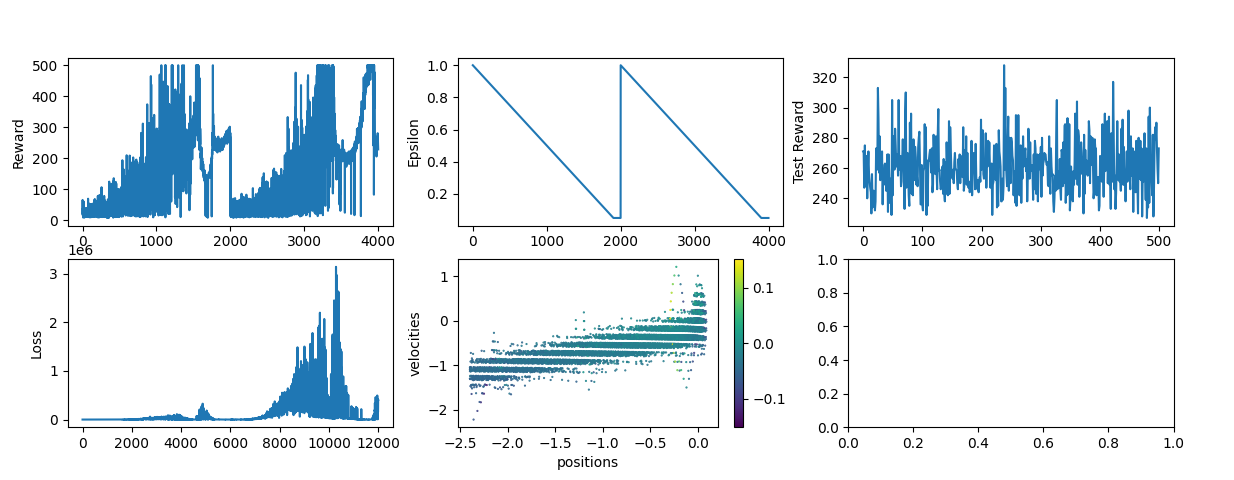 Reward
500
400
300
200
100
0
0 1000 2000 3000 4000
Epsilon
1.0
0.8
0.6
0.4
0.2
0 1000 2000 3000 4000
Test Reward
320
300
280
260
240
0 100 200 300 400 500
1e6
Loss
3
2
1
0
0 2000 4000 6000 8000 10000 12000
velocities
1
0
−1
−2
−2.5 −2.0 −1.5 −1.0 −0.5 0.0
positions
0.1
0.0
−0.1
1.0
0.8
0.6
0.4
0.2
0.0
0.0 0.2 0.4 0.6 0.8 1.0